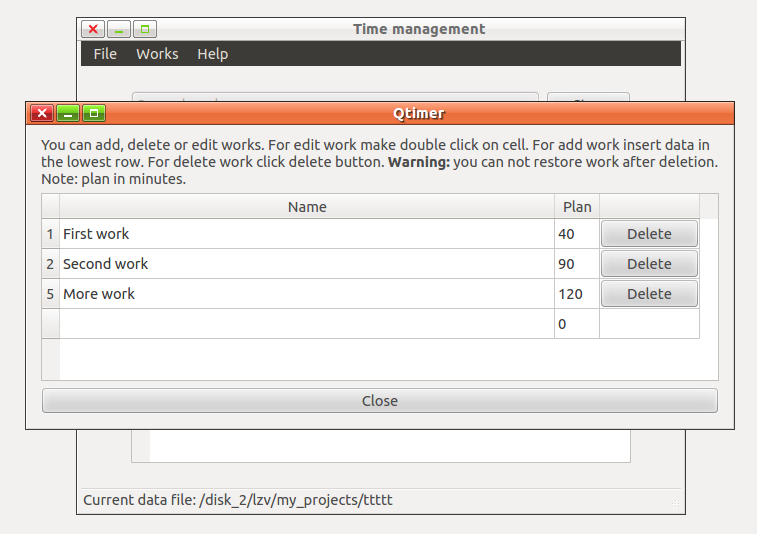 Time management
File Works Help
Qtimer
You can add, delete or edit works. For edit work make double click on cell. For add work insert data in
the lowest row. For delete work click delete button. Warning: you can not restore work after deletion.
Note: plan in minutes.
Name Plan
1 First work 40 Delete
2 Second work 90 Delete
5 More work 120 Delete
0
Close
Current data file: /disk_2/lzv/my_projects/ttttt